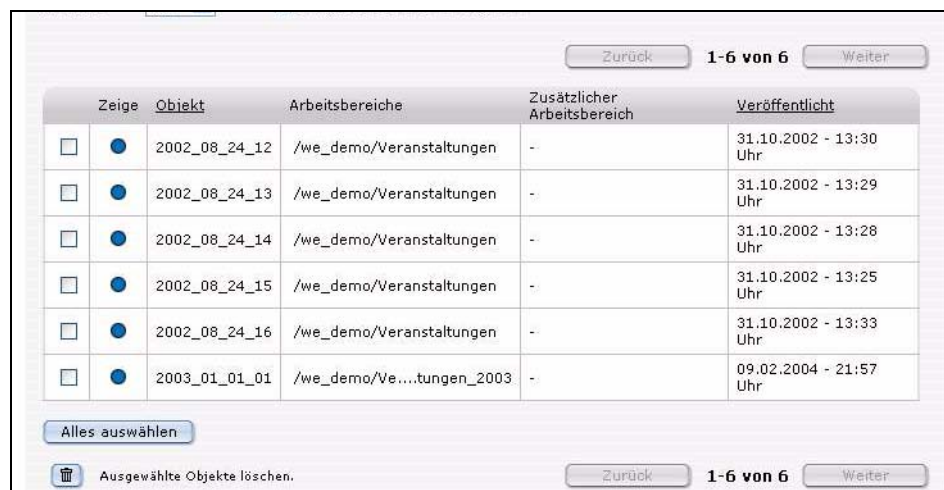 Zurück 1-6 von 6 Weiter
Zeige Objekt Arbeitsbereiche Zusätzlicher Arbeitsbereich Veröffentlicht
2002_08_24_12 /we_demo/Veranstaltungen - 31.10.2002 - 13:30 Uhr
2002_08_24_13 /we_demo/Veranstaltungen - 31.10.2002 - 13:29 Uhr
2002_08_24_14 /we_demo/Veranstaltungen - 31.10.2002 - 13:28 Uhr
2002_08_24_15 /we_demo/Veranstaltungen - 31.10.2002 - 13:25 Uhr
2002_08_24_16 /we_demo/Veranstaltungen - 31.10.2002 - 13:33 Uhr
2003_01_01_01 /we_demo/Ve....tungen_2003 - 09.02.2004 - 21:57 Uhr
Alles auswählen
Ausgewählte Objekte löschen. Zurück 1-6 von 6 Weiter